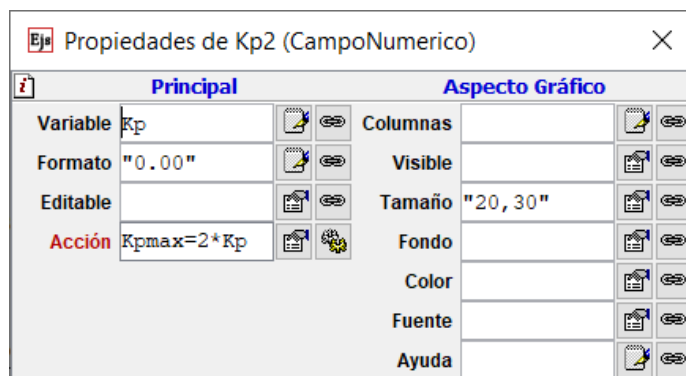 Ejs Propiedades de Kp2 (CampoNumerico)
Principal Aspecto Gráfico
Variable Kp Columnas
Formato "0.00" Visible
Editable Tamaño "20,30"
Acción Kpmax=2*Kp Fondo
Color
Fuente
Ayuda